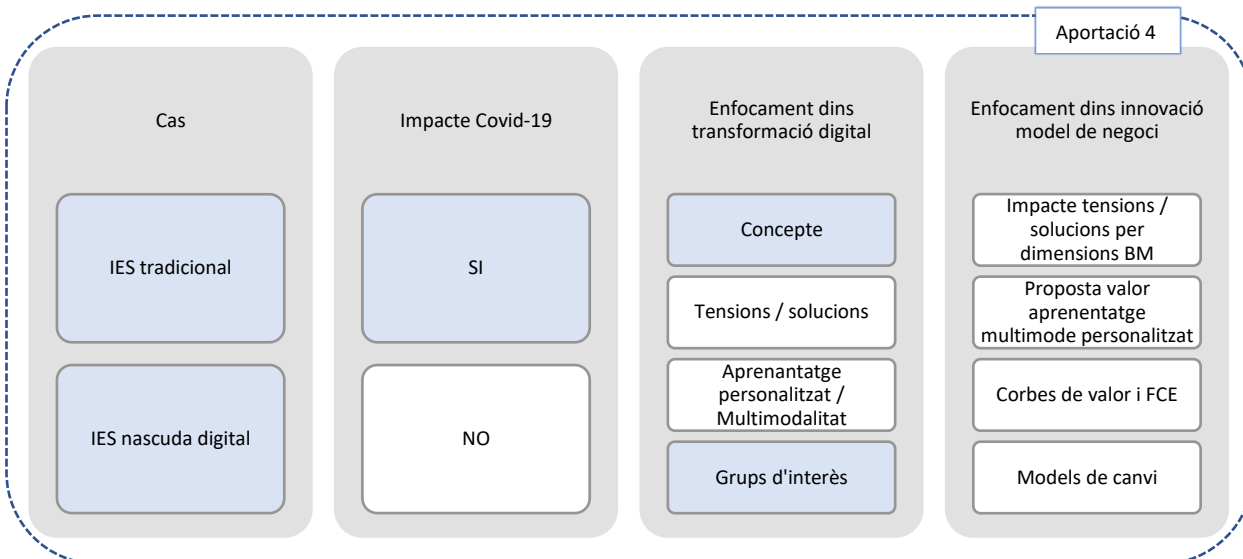 Aportació 4
Cas
IES tradicional
IES nascuda digital
Impacte Covid-19
SI
NO
Enfocament dins
transformació digital
Concepte
Tensions / solucions
Aprenantatge
personalitzat /
Multimodalitat
Grups d'interès
Enfocament dins innovació
model de negoci
Impacte tensions /
solucions per
dimensions BM
Proposta valor
aprenentatge
multimode personalitzat
Corbes de valor i FCE
Models de canvi